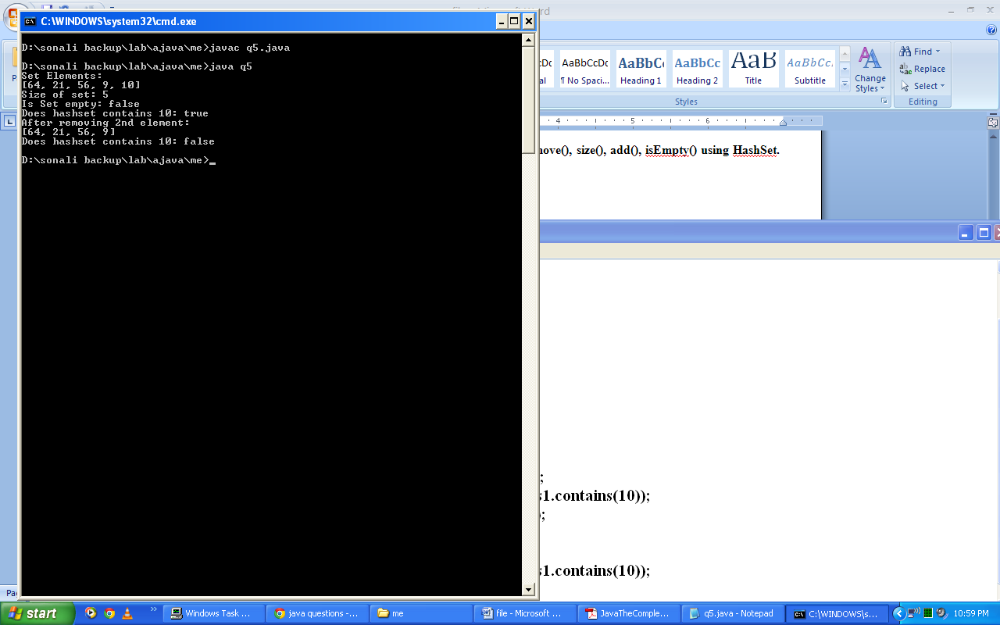 C:\WINDOWS\system32\cmd.exe
D:\sonali backup\lab\ajava\me>javac q5.java
D:\sonali backup\lab\ajava\me>java q5
Set Elements:
[64, 21, 56, 9, 10]
Size of set: 5
Is Set empty: false
Does hashset contains 10: true
After removing 2nd element:
[64, 21, 56, 9]
Does hashset contains 10: false
D:\sonali backup\lab\ajava\me>_
AaBbCcDc AaBbCc AaBbCc AaB AaBbCc.
¶ No Spaci... Heading 1 Heading 2 Title Subtitle
Change Styles
Styles
Find
Replace
Select
Editing
4 5 6
move(), size(), add(), isEmpty() using HashSet.
;
s1.contains(10));
);
s1.contains(10));
start
Windows Task ...
java questions -...
me
file - Microsoft ...
JavaTheComple...
q5.java - Notepad
C:\WINDOWS\s...
10:59 PM